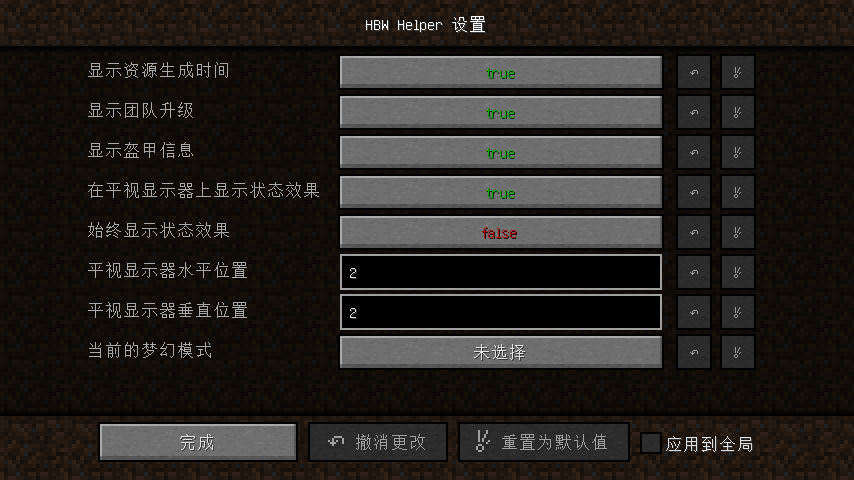 HBW Helper 设置
显示资源生成时间 true
显示团队升级 true
显示盔甲信息 true
在平视显示器上显示状态效果 true
始终显示状态效果 false
平视显示器水平位置 2
平视显示器垂直位置 2
当前的梦幻模式 未选择
完成 撤消更改 重置为默认值 应用到全局